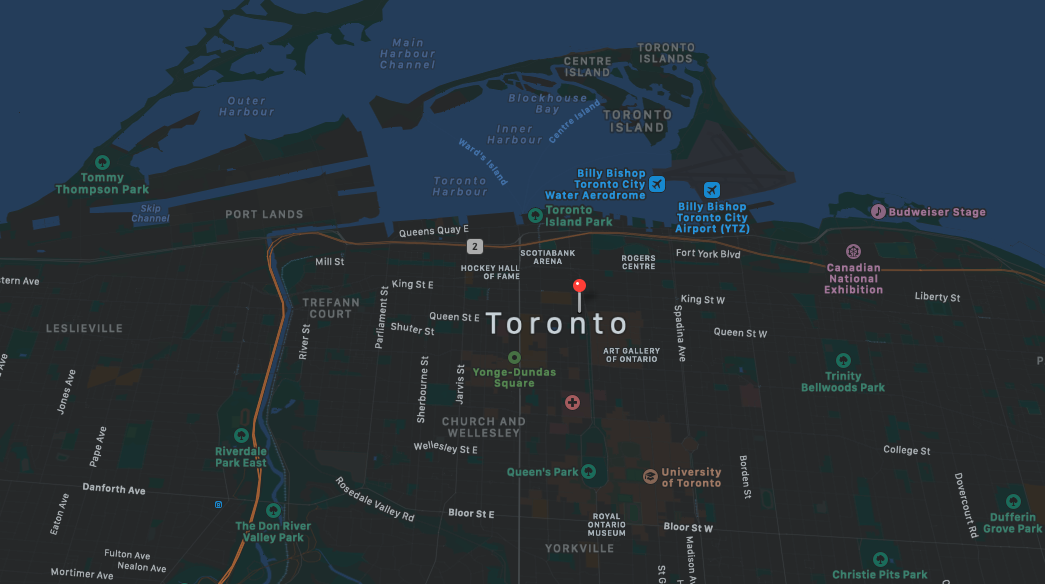 Main
Harbour
Channel
TORONTO
ISLANDS
CENTRE
ISLAND
Outer
Harbour
Blockhouse
Bay
Centre Island
TORONTO
ISLAND
Inner
Harbour
Ward's Island
Tommy
Thompson Park
Toronto
Harbour
Billy Bishop
Toronto City
Water Aerodrome
Billy Bishop
Toronto City
Airport (YTZ)
Skip
Channel
PORT LANDS
Toronto
Island Park
Budweiser Stage
Queens Quay E
2
SCOTIABANK
ARENA
ROGERS
CENTRE
Fort York Blvd
Mill St
HOCKEY HALL
OF FAME
Canadian
National
Exhibition
stern Ave
King St E
Liberty St
TREFANN
COURT
Parliament St
King St W
Queen St E
Toronto
Spadina Ave
Queen St W
LESLIEVILLE
River St
Shuter St
ART GALLERY
OF ONTARIO
Ave
P
Yonge-Dundas
Square
Trinity
Bellwoods Park
Jones Ave
Sherbourne St
Jarvis St
CHURCH AND
WELLESLEY
Pape Ave
Riverdale
Park East
Wellesley St E
College St
Queen's Park
University
of Toronto
Borden St
Danforth Ave
Rosedale Valley Rd
Dovercourt Rd
Eaton Ave
Bloor St E
ROYAL
ONTARIO
MUSEUM
Bloor St W
Dufferin
Grove Park
The Don River
Valley Park
YORKVILLE
Madison Av
Fulton Ave
Nealon Ave
Mortimer Ave
St G
Christie Pits Park